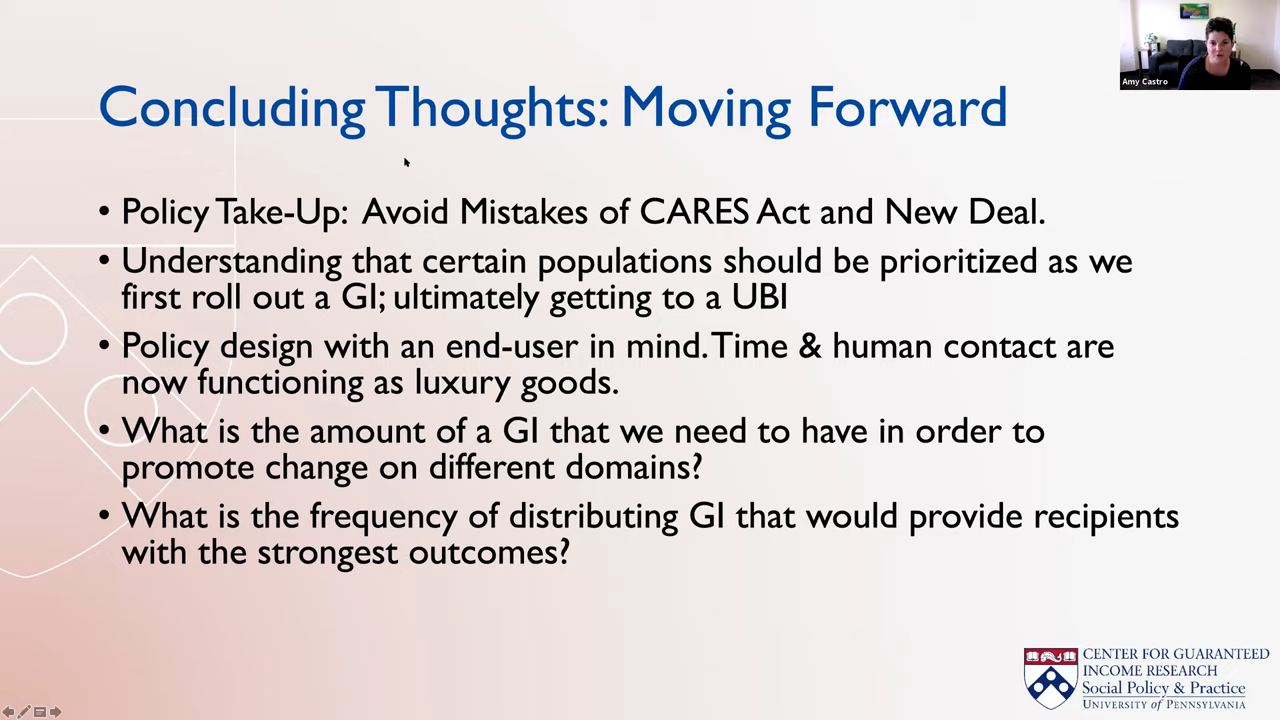 Amy Castro
Concluding Thoughts: Moving Forward
• Policy Take-Up: Avoid Mistakes of CARES Act and New Deal.
• Understanding that certain populations should be prioritized as we
first roll out a GI; ultimately getting to a UBI
• Policy design with an end-user in mind. Time & human contact are
now functioning as luxury goods.
• What is the amount of a GI that we need to have in order to
promote change on different domains?
• What is the frequency of distributing GI that would provide recipients
with the strongest outcomes?
CENTER FOR GUARANTEED
INCOME RESEARCH
Social Policy & Practice
UNIVERSITY of PENNSYLVANIA